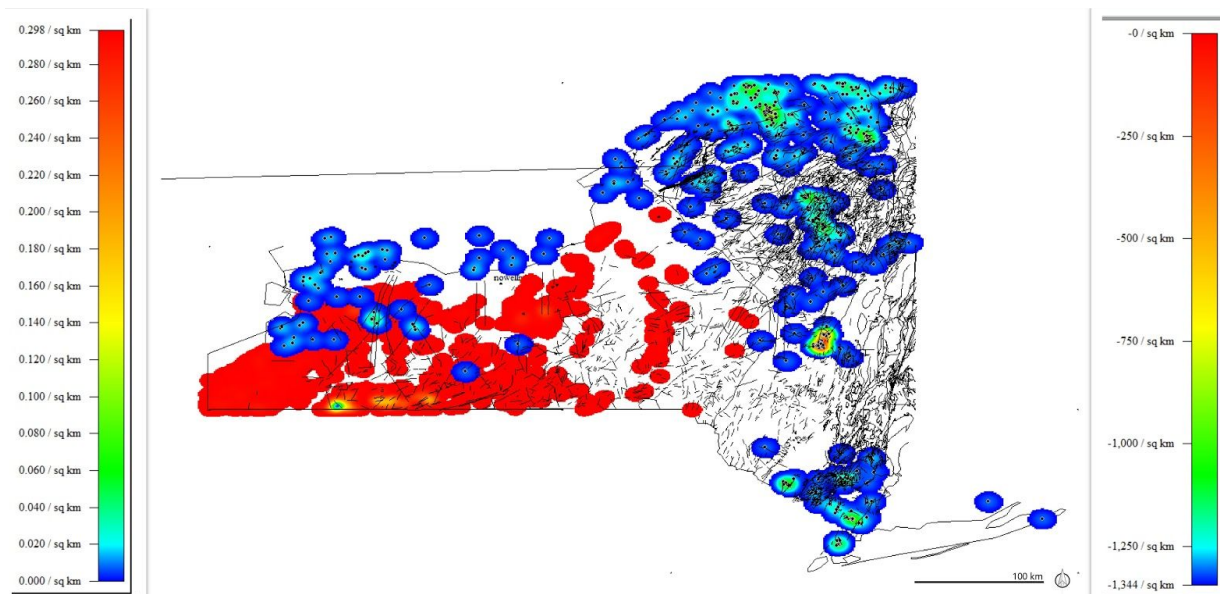 0.298 / sq km
0.280 / sq km
0.260 / sq km
0.240 / sq km
0.220 / sq km
0.200 / sq km
0.180 / sq km
0.160 / sq km
0.140 / sq km
0.120 / sq km
0.100 / sq km
0.080 / sq km
0.060 / sq km
0.040 / sq km
0.020 / sq km
0.000 / sq km
100 km
-0 / sq km
-250 / sq km
-500 / sq km
-750 / sq km
-1,000 / sq km
-1,250 / sq km
-1,344 / sq km